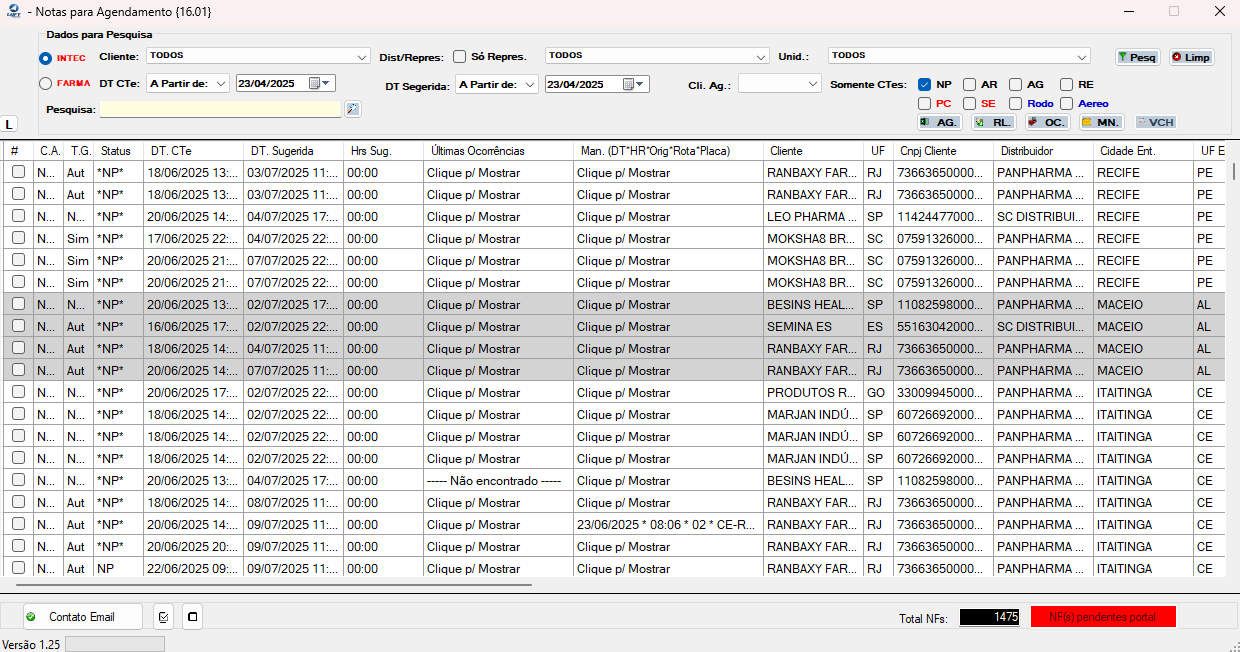 - Notas para Agendamento {16.01}
Dados para Pesquisa
INTEC Cliente: TODOS Dist/Repres: Só Repres. TODOS Unid.: TODOS Pesq Limp
FARMA DT CTe: A Partir de: 23/04/2025 DT Segerida: A Partir de: 23/04/2025 Cli. Ag.: Somente CTes: NP AR AG RE
Pesquisa: PC SE Rodo Aereo
L AG. RL. OC. MN. VCH
# C.A. T.G. Status DT. CTe DT. Sugerida Hrs Sug. Últimas Ocorrências Man. (DT*HR*Orig*Rota*Placa) Cliente UF Cnpj Cliente Distribuidor Cidade Ent. UF E
N... Aut *NP* 18/06/2025 13:... 03/07/2025 11:... 00:00 Clique p/ Mostrar Clique p/ Mostrar RANBAXY FAR... RJ 73663650000... PANPHARMA ... RECIFE PE
N... Aut *NP* 18/06/2025 13:... 03/07/2025 11:... 00:00 Clique p/ Mostrar Clique p/ Mostrar RANBAXY FAR... RJ 73663650000... PANPHARMA ... RECIFE PE
N... N... *NP* 20/06/2025 14:... 04/07/2025 17:... 00:00 Clique p/ Mostrar Clique p/ Mostrar LEO PHARMA ... SP 11424477000... SC DISTRIBUI... RECIFE PE
N... Sim *NP* 17/06/2025 22:... 04/07/2025 22:... 00:00 Clique p/ Mostrar Clique p/ Mostrar MOKSHA8 BR... SC 07591326000... PANPHARMA ... RECIFE PE
N... Sim *NP* 20/06/2025 21:... 07/07/2025 22:... 00:00 Clique p/ Mostrar Clique p/ Mostrar MOKSHA8 BR... SC 07591326000... PANPHARMA ... RECIFE PE
N... Sim *NP* 20/06/2025 21:... 07/07/2025 22:... 00:00 Clique p/ Mostrar Clique p/ Mostrar MOKSHA8 BR... SC 07591326000... PANPHARMA ... RECIFE PE
N... N... *NP* 20/06/2025 13:... 02/07/2025 17:... 00:00 Clique p/ Mostrar Clique p/ Mostrar BESINS HEAL... SP 11082598000... PANPHARMA ... MACEIO AL
N... Aut *NP* 16/06/2025 17:... 02/07/2025 22:... 00:00 Clique p/ Mostrar Clique p/ Mostrar SEMINA ES ES 55163042000... SC DISTRIBUI... MACEIO AL
N... Aut *NP* 18/06/2025 14:... 04/07/2025 11:... 00:00 Clique p/ Mostrar Clique p/ Mostrar RANBAXY FAR... RJ 73663650000... PANPHARMA ... MACEIO AL
N... Aut *NP* 20/06/2025 14:... 07/07/2025 11:... 00:00 Clique p/ Mostrar Clique p/ Mostrar RANBAXY FAR... RJ 73663650000... PANPHARMA ... MACEIO AL
N... N... *NP* 20/06/2025 17:... 02/07/2025 22:... 00:00 Clique p/ Mostrar Clique p/ Mostrar PRODUTOS R... GO 33009945000... PANPHARMA ... ITAITINGA CE
N... N... *NP* 18/06/2025 14:... 02/07/2025 22:... 00:00 Clique p/ Mostrar Clique p/ Mostrar MARJAN INDÚ... SP 60726692000... PANPHARMA ... ITAITINGA CE
N... N... *NP* 18/06/2025 14:... 02/07/2025 22:... 00:00 Clique p/ Mostrar Clique p/ Mostrar MARJAN INDÚ... SP 60726692000... PANPHARMA ... ITAITINGA CE
N... N... *NP* 18/06/2025 14:... 02/07/2025 22:... 00:00 Clique p/ Mostrar Clique p/ Mostrar MARJAN INDÚ... SP 60726692000... PANPHARMA ... ITAITINGA CE
N... N... *NP* 20/06/2025 13:... 04/07/2025 17:... 00:00 ----- Não encontrado ----- Clique p/ Mostrar BESINS HEAL... SP 11082598000... PANPHARMA ... ITAITINGA CE
N... Aut *NP* 18/06/2025 14:... 08/07/2025 11:... 00:00 Clique p/ Mostrar Clique p/ Mostrar RANBAXY FAR... RJ 73663650000... PANPHARMA ... ITAITINGA CE
N... Aut *NP* 20/06/2025 14:... 09/07/2025 11:... 00:00 Clique p/ Mostrar 23/06/2025 * 08:06 * 02 * CE-R... RANBAXY FAR... RJ 73663650000... PANPHARMA ... ITAITINGA CE
N... Aut *NP* 20/06/2025 20:... 09/07/2025 11:... 00:00 Clique p/ Mostrar Clique p/ Mostrar RANBAXY FAR... RJ 73663650000... PANPHARMA ... ITAITINGA CE
N... Aut NP 22/06/2025 09:... 09/07/2025 11:... 00:00 Clique p/ Mostrar Clique p/ Mostrar RANBAXY FAR... RJ 73663650000... PANPHARMA ... ITAITINGA CE
Contato Email Total NFs: 1475 NF(s) pendentes portal
Versão 1.25